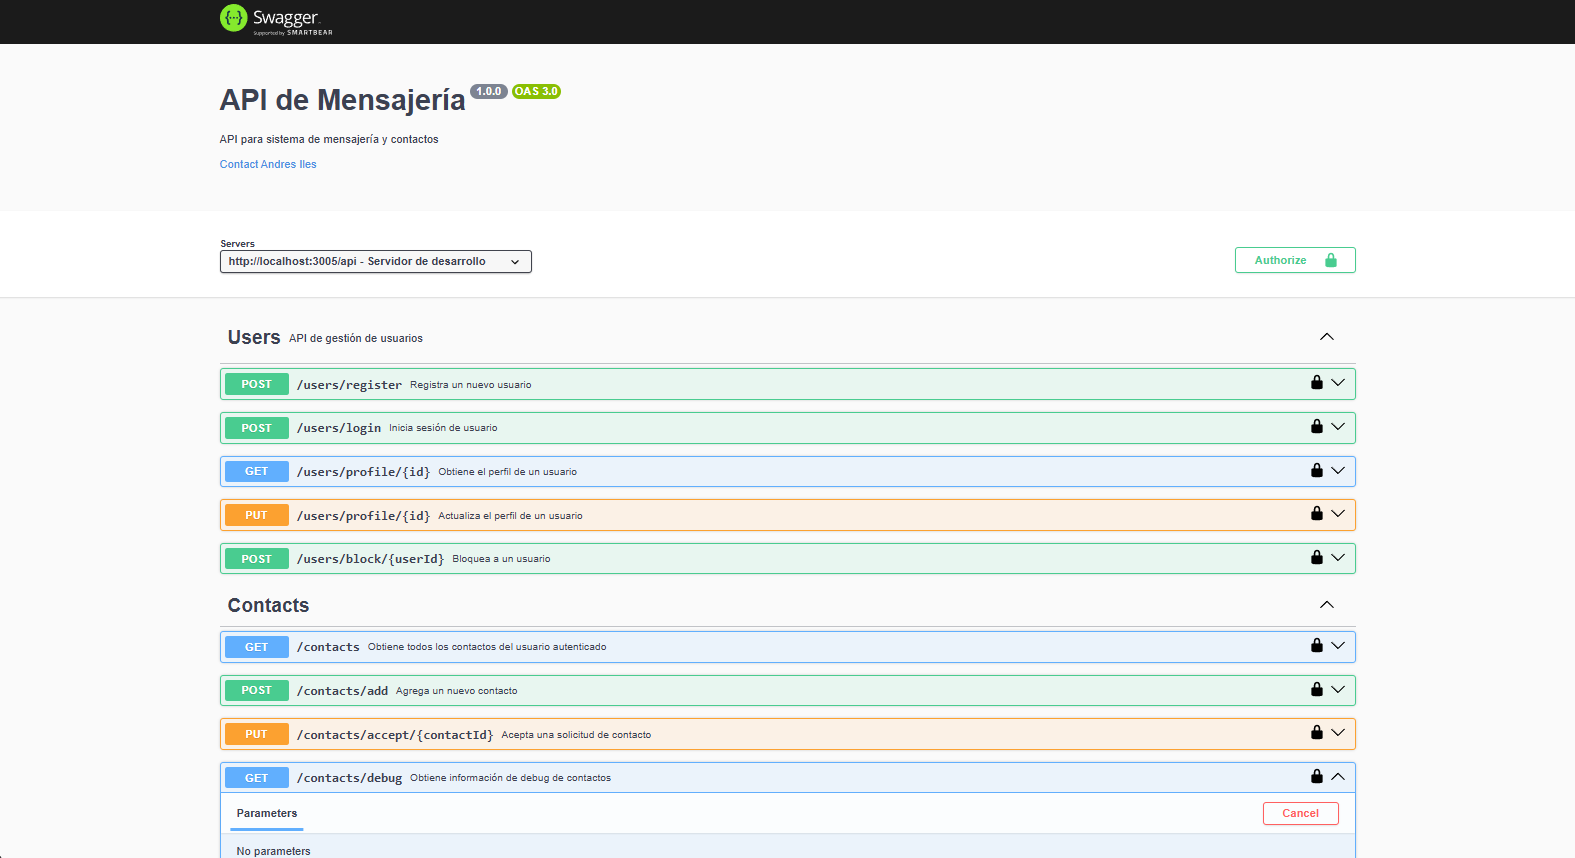 Swagger
Supported by SMARTBEAR
API de Mensajería 1.0.0 OAS 3.0
API para sistema de mensajería y contactos
Contact Andres Iles
Servers
http://localhost:3005/api - Servidor de desarrollo
Authorize
Users API de gestión de usuarios
POST /users/register Registra un nuevo usuario
POST /users/login Inicia sesión de usuario
GET /users/profile/{id} Obtiene el perfil de un usuario
PUT /users/profile/{id} Actualiza el perfil de un usuario
POST /users/block/{userId} Bloquea a un usuario
Contacts
GET /contacts Obtiene todos los contactos del usuario autenticado
POST /contacts/add Agrega un nuevo contacto
PUT /contacts/accept/{contactId} Acepta una solicitud de contacto
GET /contacts/debug Obtiene información de debug de contactos
Parameters
Cancel
No parameters